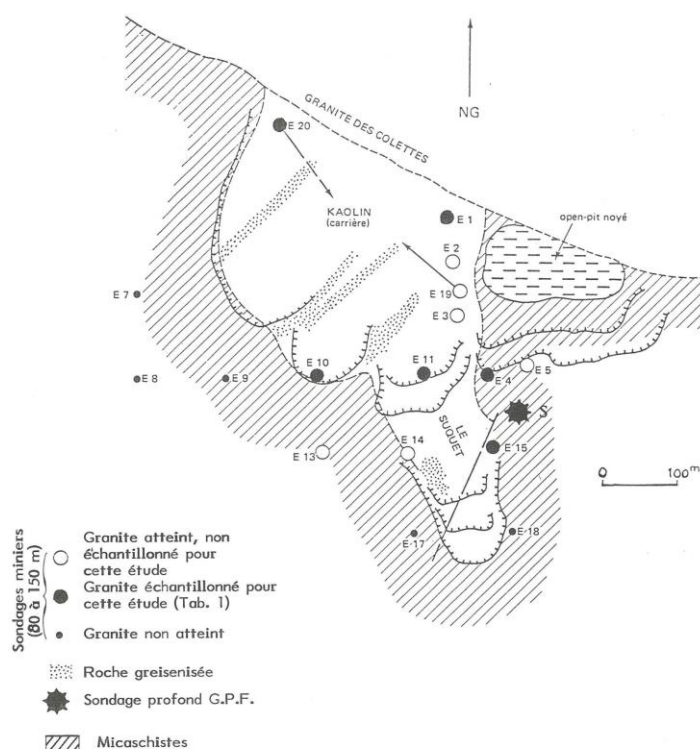 NG
GRANITE DES COLETTES
E 20
KAOLIN
(carrière)
E 1
E 2
open-pit noyé
E 7
E 19
E 3
E 8
E 9
E 10
E 11
E 4
E 5
S
LE SUQUET
E 13
E 14
E 15
0 100m
E-17
E-18
Sondages miniers
(80 à 150 m)
Granite atteint, non
échantillonné pour
cette étude
Granite échantillonné pour
cette étude (Tab. 1)
Granite non atteint
Roche greisenisée
Sondage profond G.P.F.
Micaschistes